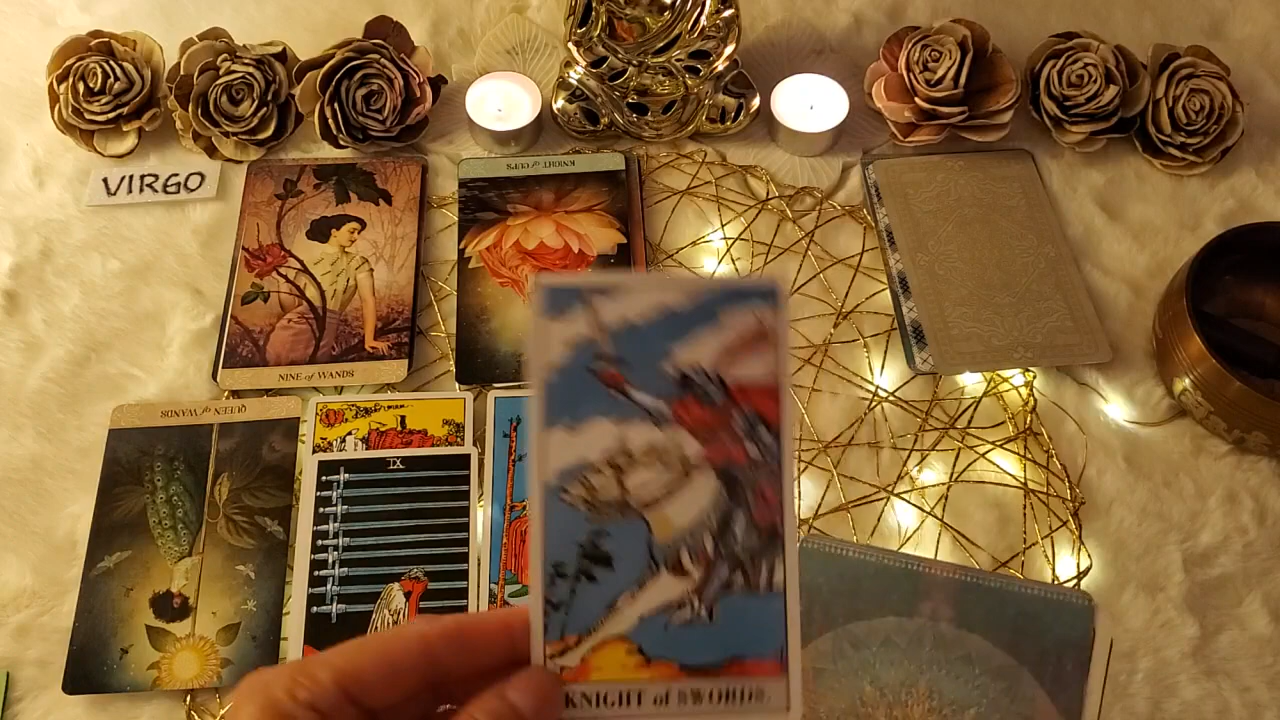 VIRGO
KNIGHT of CUPS
NINE of WANDS
QUEEN of WANDS
IX
KNIGHT of SWORDS.